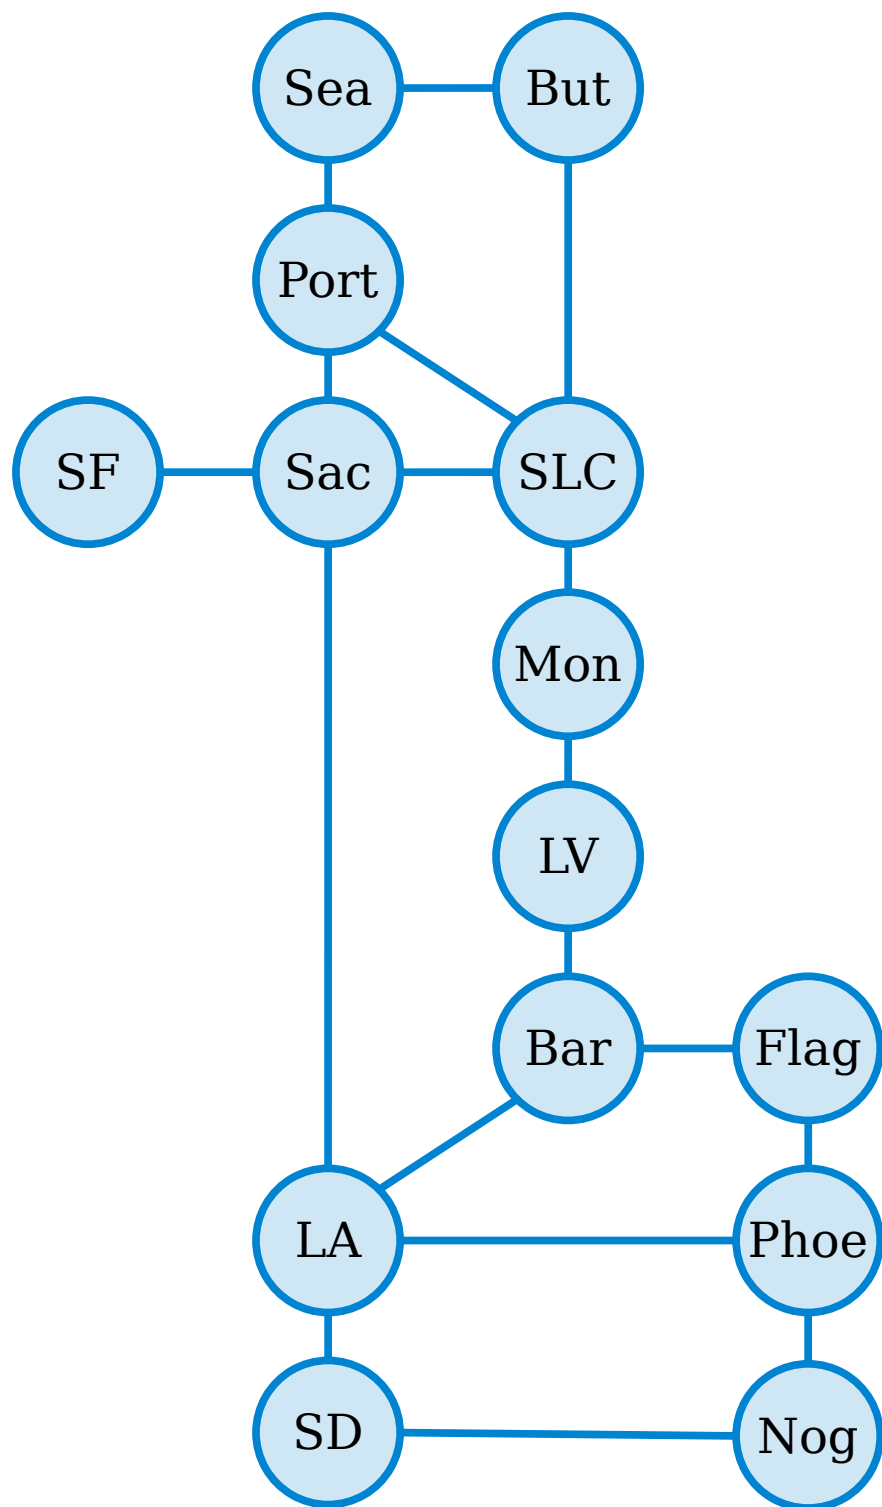 Sea But
Port
SF Sac SLC
Mon
LV
Bar Flag
LA Phoe
SD Nog